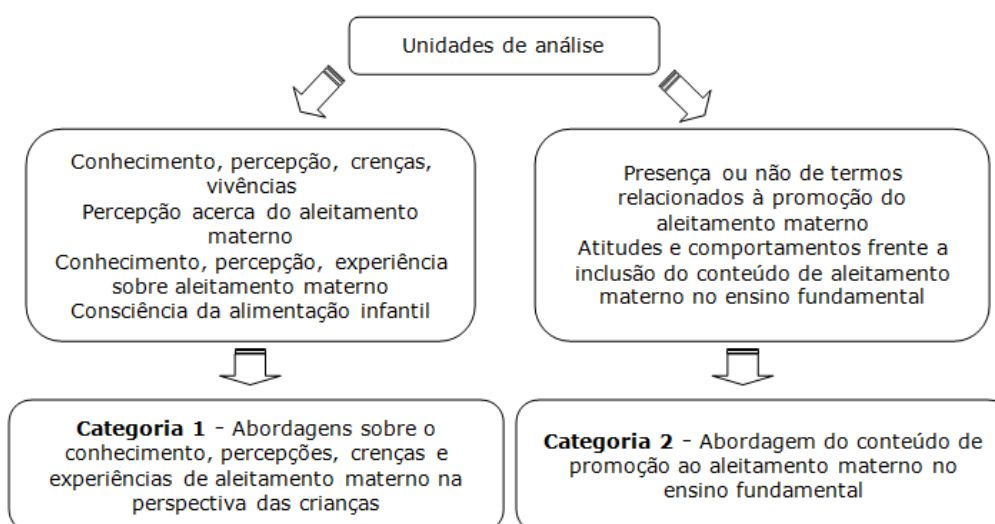 Unidades de análise
Conhecimento, percepção, crenças,
vivências
Percepção acerca do aleitamento
materno
Conhecimento, percepção, experiência
sobre aleitamento materno
Consciência da alimentação infantil
Presença ou não de termos
relacionados à promoção do
aleitamento materno
Atitudes e comportamentos frente a
inclusão do conteúdo de aleitamento
materno no ensino fundamental
Categoria 1 - Abordagens sobre o
conhecimento, percepções, crenças e
experiências de aleitamento materno na
perspectiva das crianças
Categoria 2 - Abordagem do conteúdo de
promoção ao aleitamento materno no
ensino fundamental